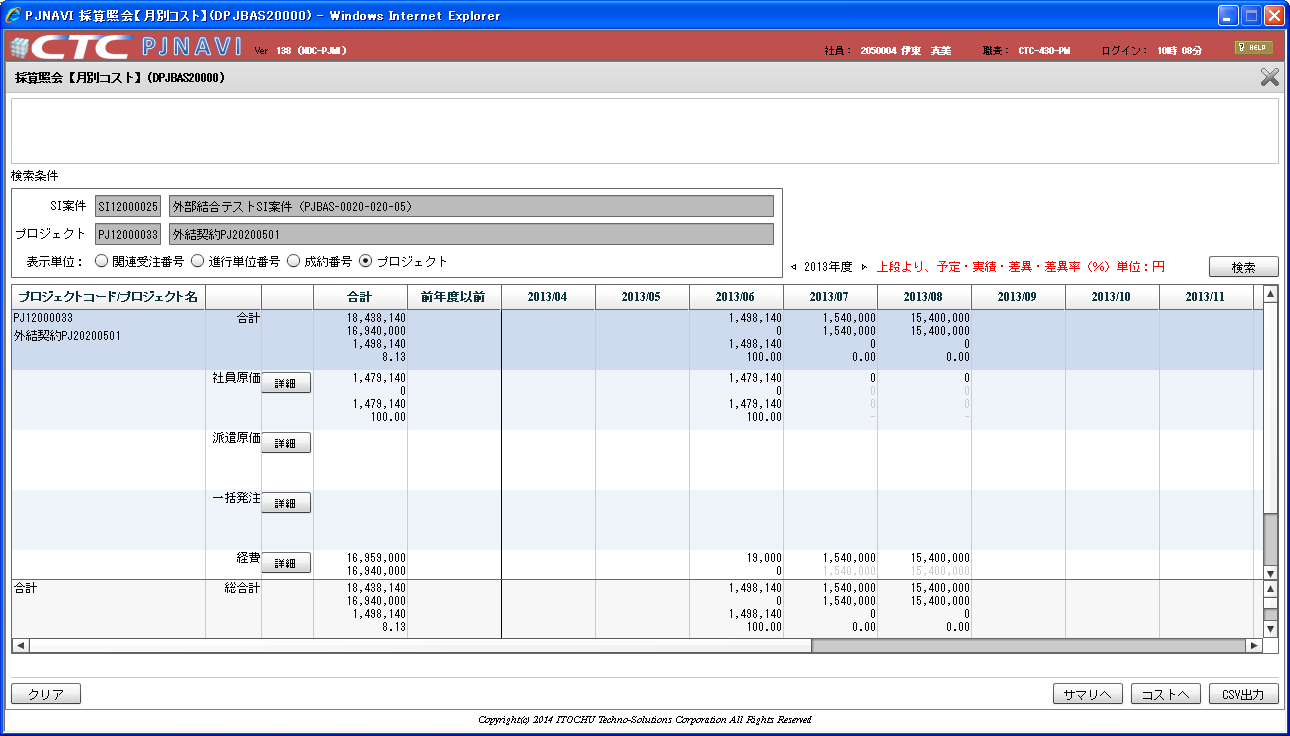 PJNAVI 採算照会【月別コスト】(DPJBAS20000) - Windows Internet Explorer
CTC PJNAVI Ver 138 (NDC-PJM) 社員： 2050004 伊東 真美 職責： CTC-430-PM ログイン： 10時 08分 ? HELP
採算照会【月別コスト】(DPJBAS20000)
検索条件
SI案件 SI12000025 外部結合テストSI案件 (PJBAS-0020-020-05)
プロジェクト PJ12000033 外結契約PJ20200501
表示単位： 関連受注番号 進行単位番号 成約番号 プロジェクト
2013年度 上段より、予定・実績・差異・差異率（％）単位：円 検索
プロジェクトコード/プロジェクト名 合計 前年度以前 2013/04 2013/05 2013/06 2013/07 2013/08 2013/09 2013/10 2013/11
PJ12000033 合計 18,438,140 1,498,140 1,540,000 15,400,000
16,940,000 0 1,540,000 15,400,000
外結契約PJ20200501
1,498,140 1,498,140 0 0
8.13 100.00 0.00 0.00
社員原価 詳細 1,479,140 1,479,140 0 0
0 0 0 0
1,479,140 1,479,140 0 0
100.00 100.00 - -
派遣原価 詳細
一括発注 詳細
経費 詳細 16,959,000 19,000 1,540,000 15,400,000
16,940,000 0 1,540,000 15,400,000
合計 総合計 18,438,140 1,498,140 1,540,000 15,400,000
16,940,000 0 1,540,000 15,400,000
1,498,140 1,498,140 0 0
8.13 100.00 0.00 0.00
クリア サマリへ コストへ CSV出力
Copyright(c) 2014 ITOCHU Techno-Solutions Corporation All Rights Reserved